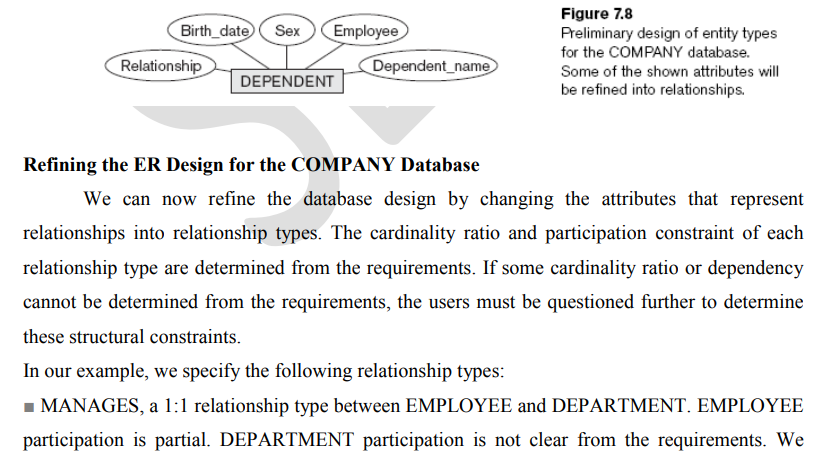 Birth_date Sex Employee
Relationship Dependent_name
DEPENDENT
Figure 7.8
Preliminary design of entity types
for the COMPANY database.
Some of the shown attributes will
be refined into relationships.
Refining the ER Design for the COMPANY Database
We can now refine the database design by changing the attributes that represent
relationships into relationship types. The cardinality ratio and participation constraint of each
relationship type are determined from the requirements. If some cardinality ratio or dependency
cannot be determined from the requirements, the users must be questioned further to determine
these structural constraints.
In our example, we specify the following relationship types:
■ MANAGES, a 1:1 relationship type between EMPLOYEE and DEPARTMENT. EMPLOYEE
participation is partial. DEPARTMENT participation is not clear from the requirements. We